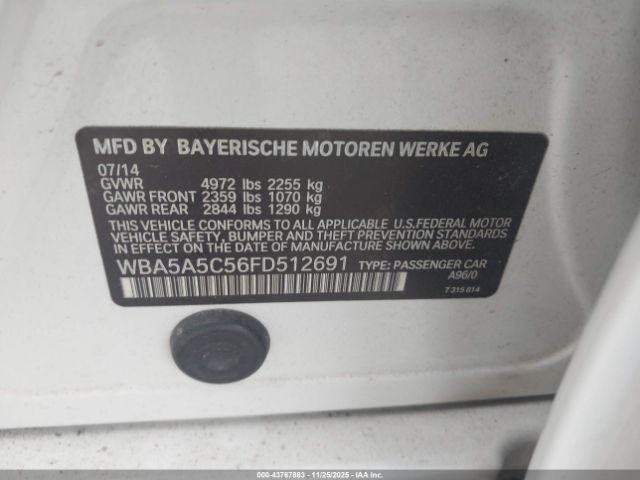 MFD BY BAYERISCHE MOTOREN WERKE AG
07/14
GVWR 4972 lbs 2255 kg
GAWR FRONT 2359 lbs 1070 kg
GAWR REAR 2844 lbs 1290 kg
THIS VEHICLE CONFORMS TO ALL APPLICABLE U.S.FEDERAL MOTOR
VEHICLE SAFETY, BUMPER AND THEFT PREVENTION STANDARDS
IN EFFECT ON THE DATE OF MANUFACTURE SHOWN ABOVE.
WBA5A5C56FD512691 TYPE: PASSENGER CAR
A96/0
7 315 814
000-43767883 - 11/25/2025 - IAAI.COM